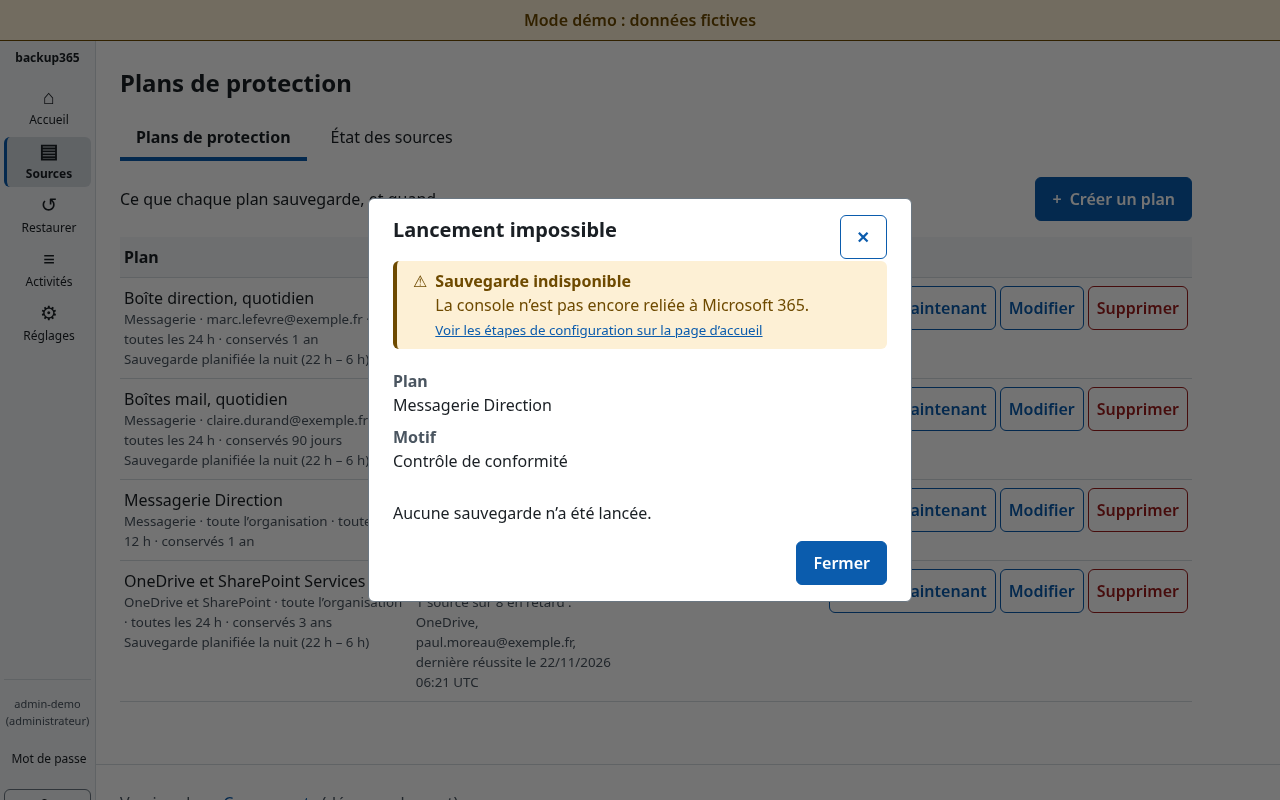 Mode démo : données fictives
backup365
Accueil
Sources
Restaurer
Activités
Réglages
admin-demo
(administrateur)
Mot de passe
Plans de protection
Plans de protection
État des sources
Ce que chaque plan sauvegarde, et quand
+ Créer un plan
Plan
Boîte direction, quotidien
Messagerie · marc.lefevre@exemple.fr ·
toutes les 24 h · conservés 1 an
Sauvegarde planifiée la nuit (22 h – 6 h)
Modifier
Supprimer
Boîtes mail, quotidien
Messagerie · claire.durand@exemple.fr
toutes les 24 h · conservés 90 jours
Sauvegarde planifiée la nuit (22 h – 6 h)
Modifier
Supprimer
Messagerie Direction
Messagerie · toute l’organisation · toute
12 h · conservés 1 an
Modifier
Supprimer
OneDrive et SharePoint Services
OneDrive et SharePoint · toute l’organisation
· toutes les 24 h · conservés 3 ans
Sauvegarde planifiée la nuit (22 h – 6 h)
1 source sur 8 en retard :
OneDrive,
paul.moreau@exemple.fr,
dernière réussite le 22/11/2026
06:21 UTC
Modifier
Supprimer
Lancement impossible
×
⚠ Sauvegarde indisponible
La console n’est pas encore reliée à Microsoft 365.
Voir les étapes de configuration sur la page d’accueil
Plan
Messagerie Direction
Motif
Contrôle de conformité
Aucune sauvegarde n’a été lancée.
Fermer